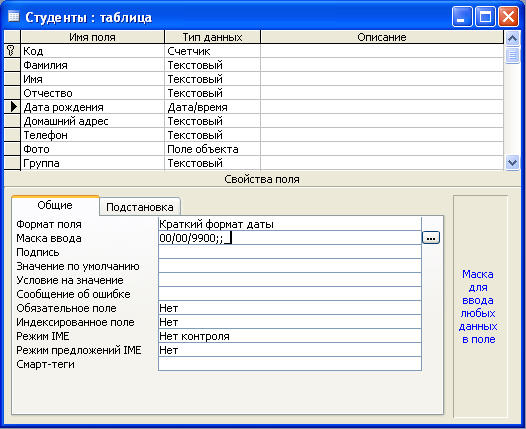 Студенты : таблица
Имя поля Тип данных Описание
Код Счетчик
Фамилия Текстовый
Имя Текстовый
Отчество Текстовый
Дата рождения Дата/время
Домашний адрес Текстовый
Телефон Текстовый
Фото Поле объекта
Группа Текстовый
Свойства поля
Общие Подстановка
Формат поля Краткий формат даты
Маска ввода 00/00/9900;;_
Подпись
Значение по умолчанию
Условие на значение
Сообщение об ошибке
Обязательное поле Нет
Индексированное поле Нет
Режим IME Нет контроля
Режим предложений IME Нет
Смарт-теги
Маска
для
ввода
любых
данных
в поле